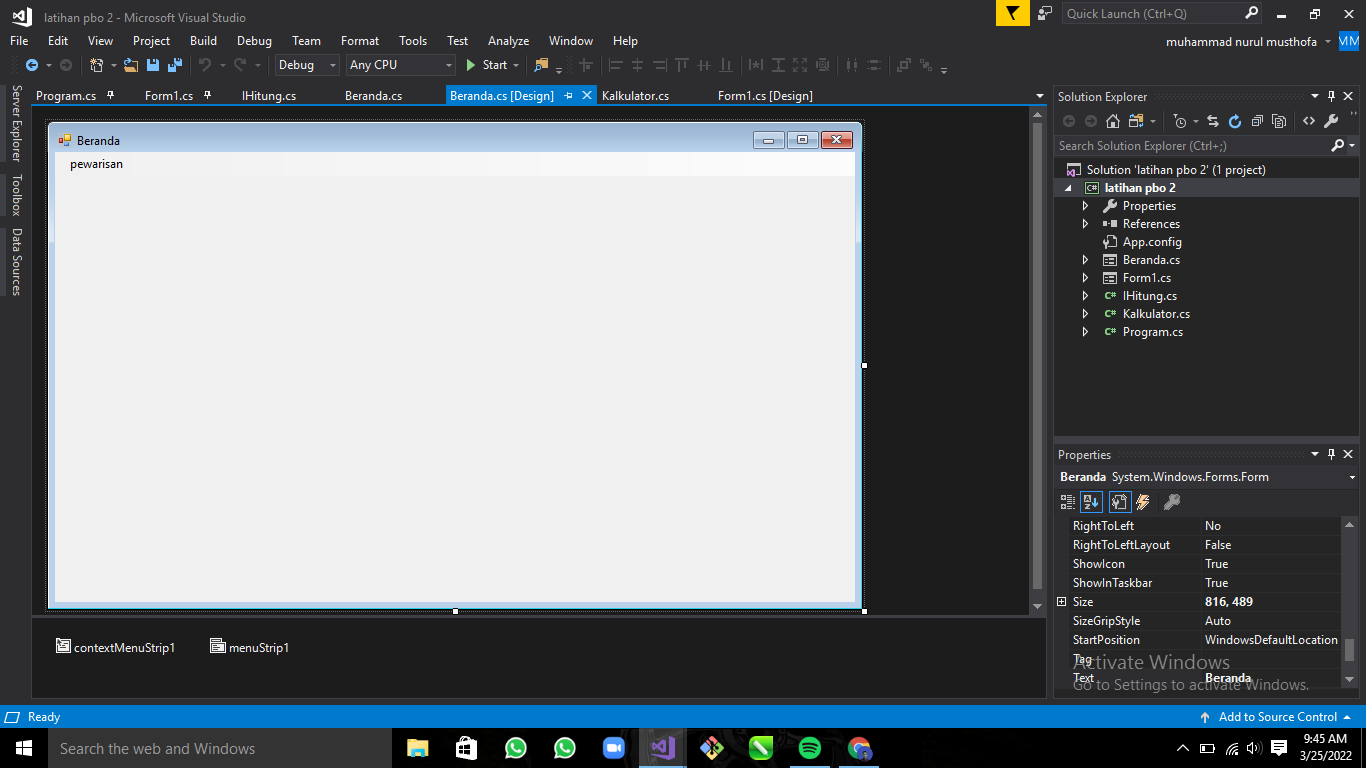 latihan pbo 2 - Microsoft Visual Studio
Quick Launch (Ctrl+Q)
File Edit View Project Build Debug Team Format Tools Test Analyze Window Help
muhammad nurul musthofa MM
Debug Any CPU Start
Server Explorer
Toolbox
Data Sources
Program.cs Form1.cs IHitung.cs Beranda.cs Beranda.cs [Design] Kalkulator.cs Form1.cs [Design]
Beranda
pewarisan
contextMenuStrip1 menuStrip1
Solution Explorer
Search Solution Explorer (Ctrl+;)
Solution 'latihan pbo 2' (1 project)
C# latihan pbo 2
Properties
References
App.config
Beranda.cs
Form1.cs
C# IHitung.cs
C# Kalkulator.cs
C# Program.cs
Properties
Beranda System.Windows.Forms.Form
RightToLeft No
RightToLeftLayout False
ShowIcon True
ShowInTaskbar True
Size 816, 489
SizeGripStyle Auto
StartPosition WindowsDefaultLocation
Tag
Text Beranda
Activate Windows
Go to Settings to activate Windows.
Ready
Add to Source Control
Search the web and Windows
9:45 AM
3/25/2022